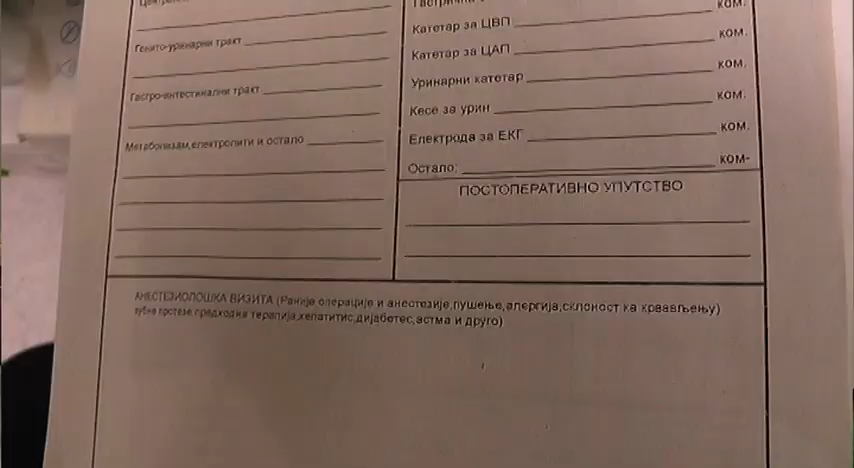 ком.
Катетар за ЦВП ком.
Генито-уринарни тракт
Катетар за ЦАП ком.
Уринарни катетар ком.
Гастро-интестинални тракт
Кесе за урин ком.
Метаболизам,електролити и остало
Електрода за ЕКГ ком.
Остало: ком-
ПОСТОПЕРАТИВНО УПУТСТВО
АНЕСТЕЗИОЛОШКА ВИЗИТА (Раније операције и анестезије,пушење,алергија,склоност ка крвављењу)
зубне протезе,предходна терапија,хепатитис,дијабетес,астма и друго)